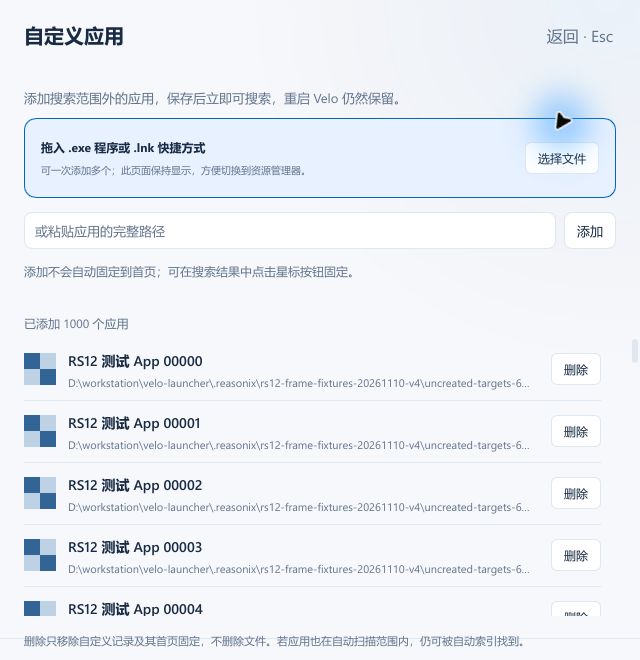 自定义应用
返回 · Esc
添加搜索范围外的应用，保存后立即可搜索，重启 Velo 仍然保留。
拖入 .exe 程序或 .lnk 快捷方式
可一次添加多个；此页面保持显示，方便切换到资源管理器。
选择文件
或粘贴应用的完整路径
添加
添加不会自动固定到首页；可在搜索结果中点击星标按钮固定。
已添加 1000 个应用
RS12 测试 App 00000
D:\workstation\velo-launcher\.reasonix\rs12-frame-fixtures-20261110-v4\uncreated-targets-6...
删除
RS12 测试 App 00001
D:\workstation\velo-launcher\.reasonix\rs12-frame-fixtures-20261110-v4\uncreated-targets-6...
删除
RS12 测试 App 00002
D:\workstation\velo-launcher\.reasonix\rs12-frame-fixtures-20261110-v4\uncreated-targets-6...
删除
RS12 测试 App 00003
D:\workstation\velo-launcher\.reasonix\rs12-frame-fixtures-20261110-v4\uncreated-targets-6...
删除
RS12 测试 App 00004
删除只移除自定义记录及其首页固定，不删除文件。若应用也在自动扫描范围内，仍可被自动索引找到。